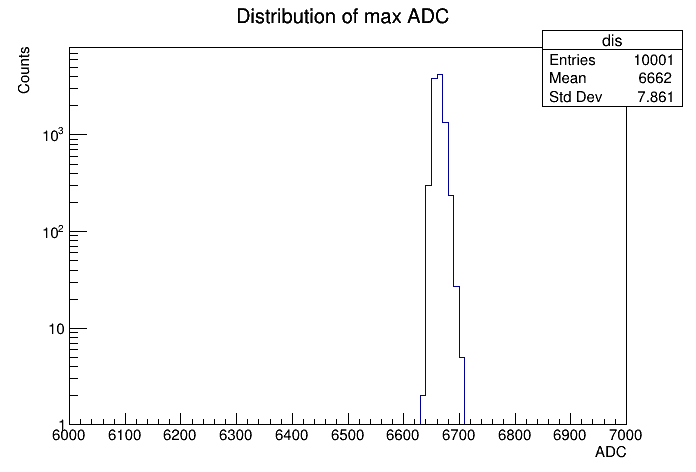 Distribution of max ADC
dis
Entries 10001
Mean 6662
Std Dev 7.861
Counts
10³
10²
10
1
6000 6100 6200 6300 6400 6500 6600 6700 6800 6900 7000
ADC